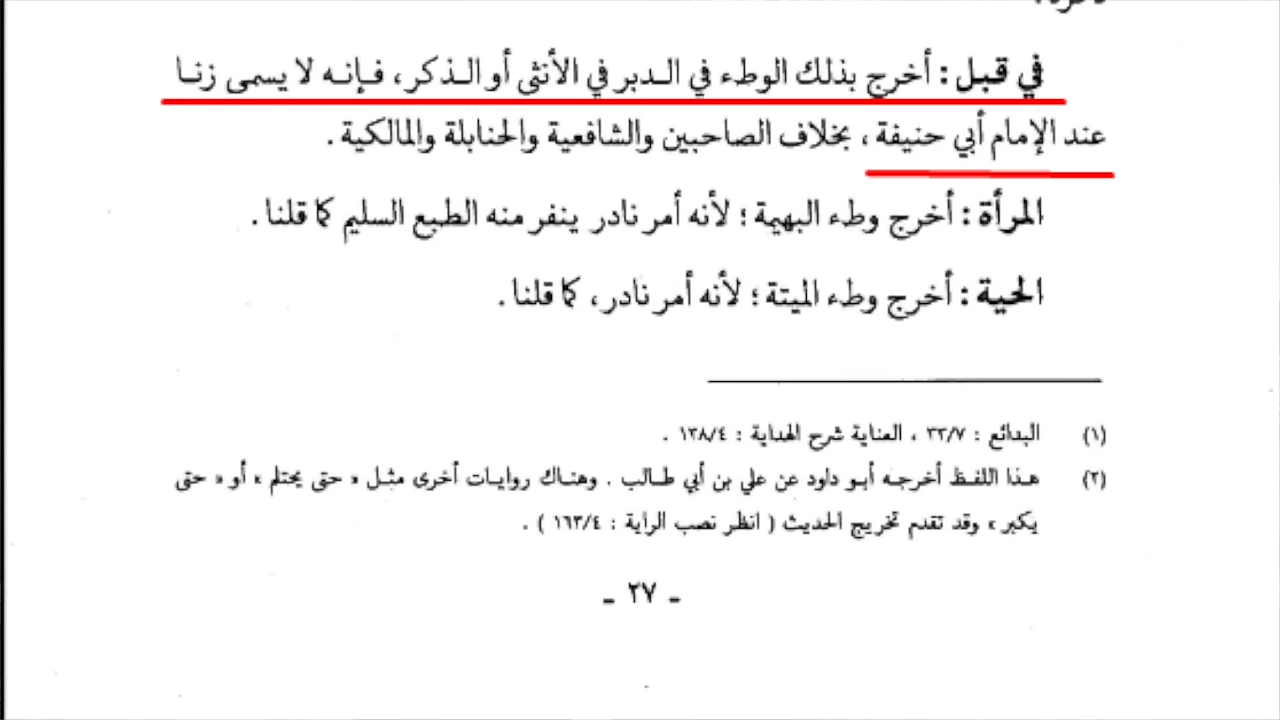 في قبل : أخرج بذلك الوطء في الدبر في الأنثى أو الذكر ، فإنه لا يسمى زنا
عند الإمام أبي حنيفة ، بخلاف الصاحبين والشافعية والحنابلة والمالكية .
المرأة : أخرج وطء البهيمة ؛ لأنه أمر نادر ينفر منه الطبع السليم كما قلنا .
الحية : أخرج وطء الميتة ؛ لأنه أمر نادر ، كما قلنا .
(١) البدائع : ٣٣/٧ ، العناية شرح الهداية : ١٣٨/٤ .
(٢) هذا اللفظ أخرجه أبو داود عن علي بن أبي طالب . وهناك روايات أخرى مثل « حتى يحتلم » أو « حتى
يكبر » وقد تقدم تخريج الحديث ( انظر نصب الراية : ١٦٣/٤ ) .
- ٢٧ -